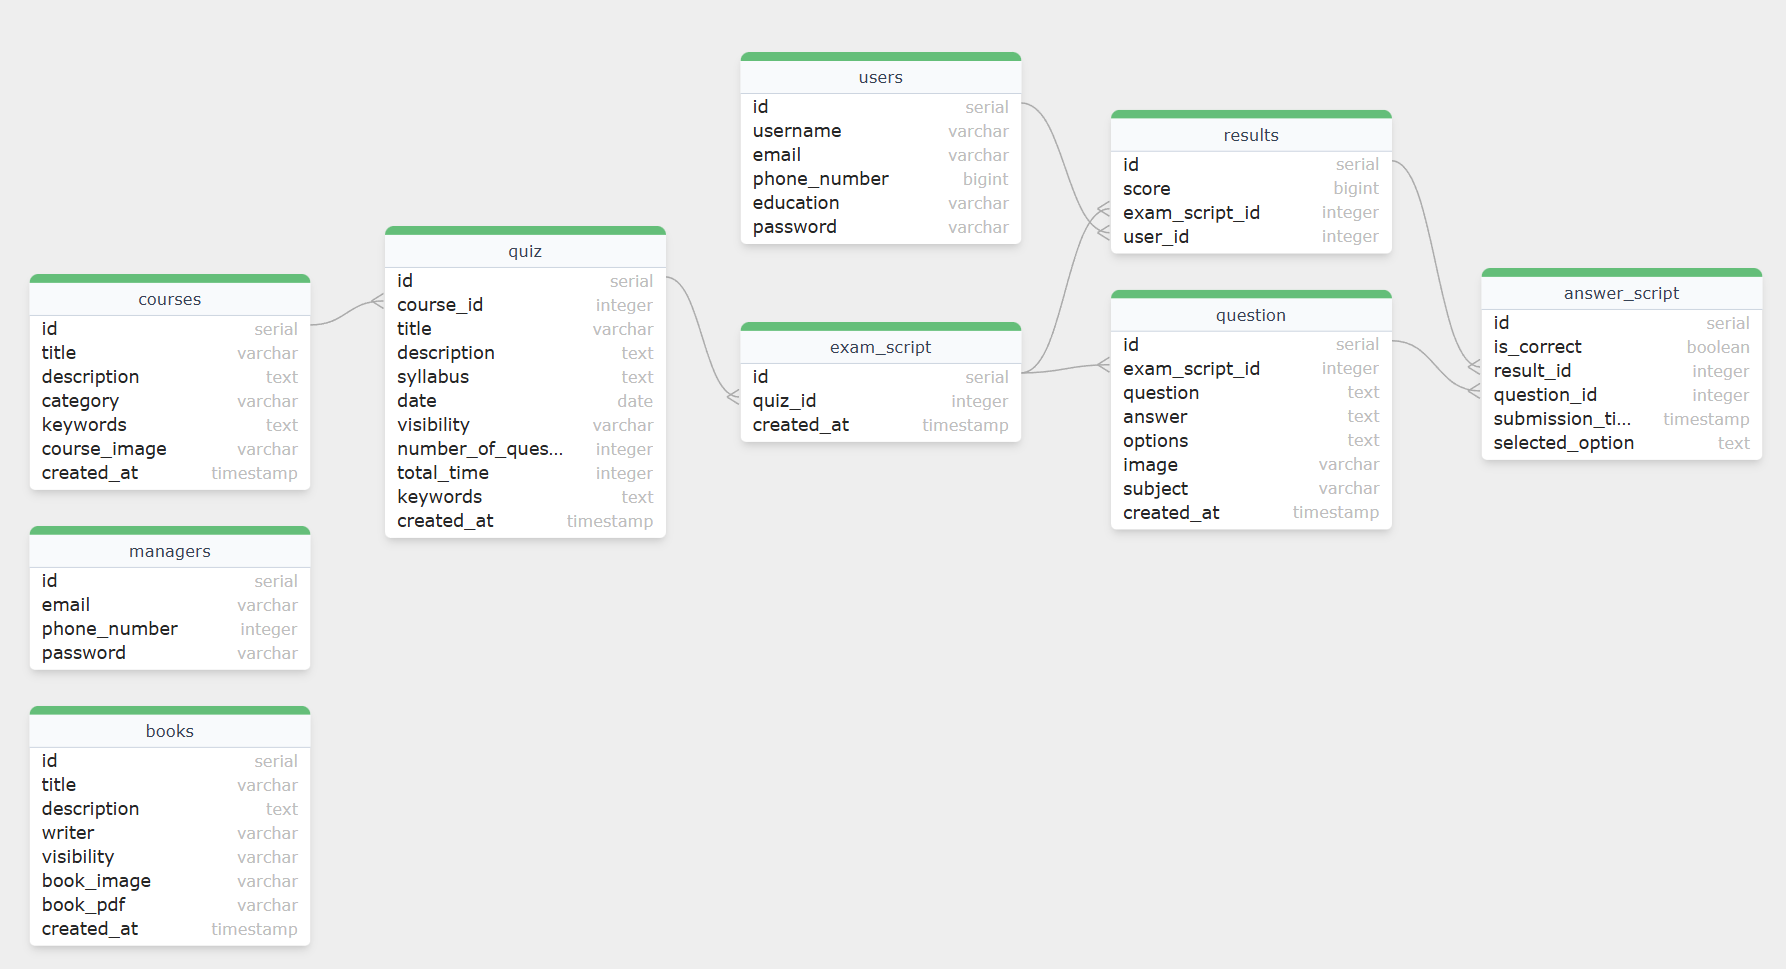 courses
id serial
title varchar
description text
category varchar
keywords text
course_image varchar
created_at timestamp
managers
id serial
email varchar
phone_number integer
password varchar
books
id serial
title varchar
description text
writer varchar
visibility varchar
book_image varchar
book_pdf varchar
created_at timestamp
quiz
id serial
course_id integer
title varchar
description text
syllabus text
date date
visibility varchar
number_of_ques... integer
total_time integer
keywords text
created_at timestamp
users
id serial
username varchar
email varchar
phone_number bigint
education varchar
password varchar
exam_script
id serial
quiz_id integer
created_at timestamp
results
id serial
score bigint
exam_script_id integer
user_id integer
question
id serial
exam_script_id integer
question text
answer text
options text
image varchar
subject varchar
created_at timestamp
answer_script
id serial
is_correct boolean
result_id integer
question_id integer
submission_ti... timestamp
selected_option text